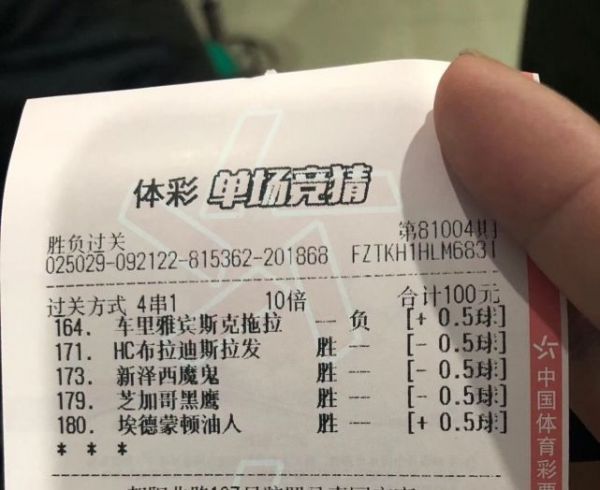 体彩 单场竞猜
第81004期
胜负过关
025029-092122-815362-201868 FZTKH1HLM6831
过关方式 4串1 10倍 合计100元
164. 车里雅宾斯克拖拉 —— 负 [+ 0.5球]
171. HC布拉迪斯拉发 胜 —— [- 0.5球]
173. 新泽西魔鬼 胜 —— [- 0.5球]
179. 芝加哥黑鹰 胜 —— [- 0.5球]
180. 埃德蒙顿油人 胜 —— [+ 0.5球]
* * *
中国体育彩票